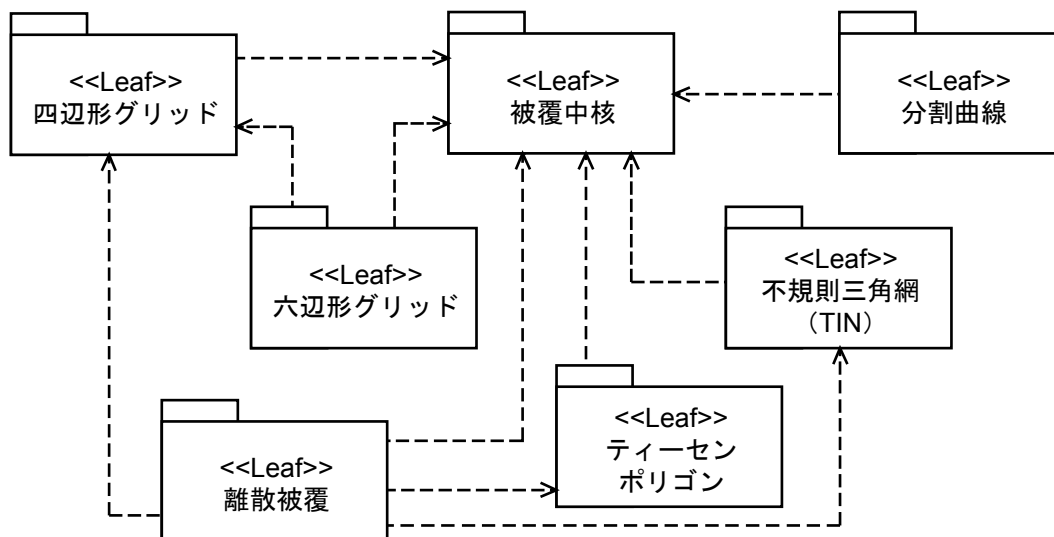 <<Leaf>>
四辺形グリッド
<<Leaf>>
被覆中核
<<Leaf>>
分割曲線
<<Leaf>>
六辺形グリッド
<<Leaf>>
不規則三角網
（TIN）
<<Leaf>>
ティーセン
ポリゴン
<<Leaf>>
離散被覆